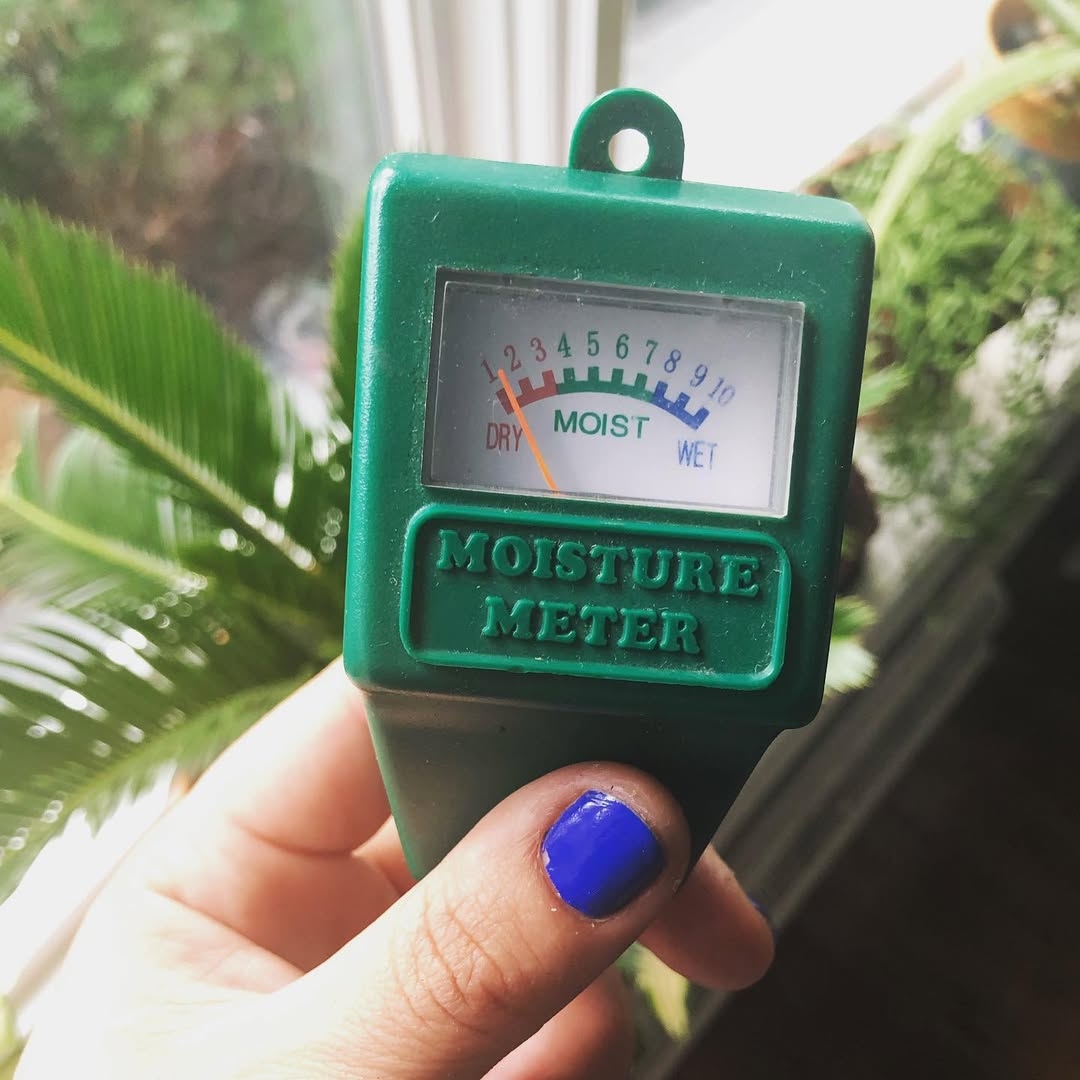 1 2 3 4 5 6 7 8 9 10
MOIST
DRY WET
MOISTURE
METER